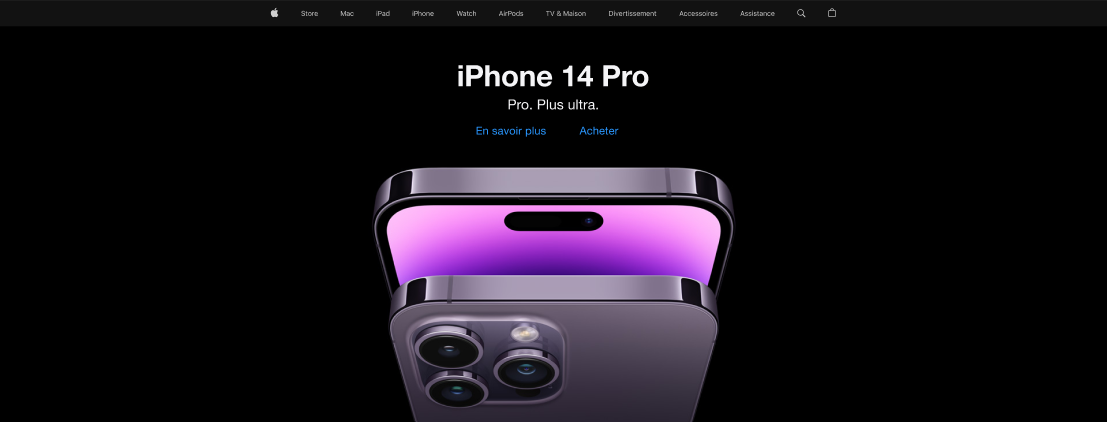 Store Mac iPad iPhone Watch AirPods TV & Maison Divertissement Accessoires Assistance
iPhone 14 Pro
Pro. Plus ultra.
En savoir plus Acheter